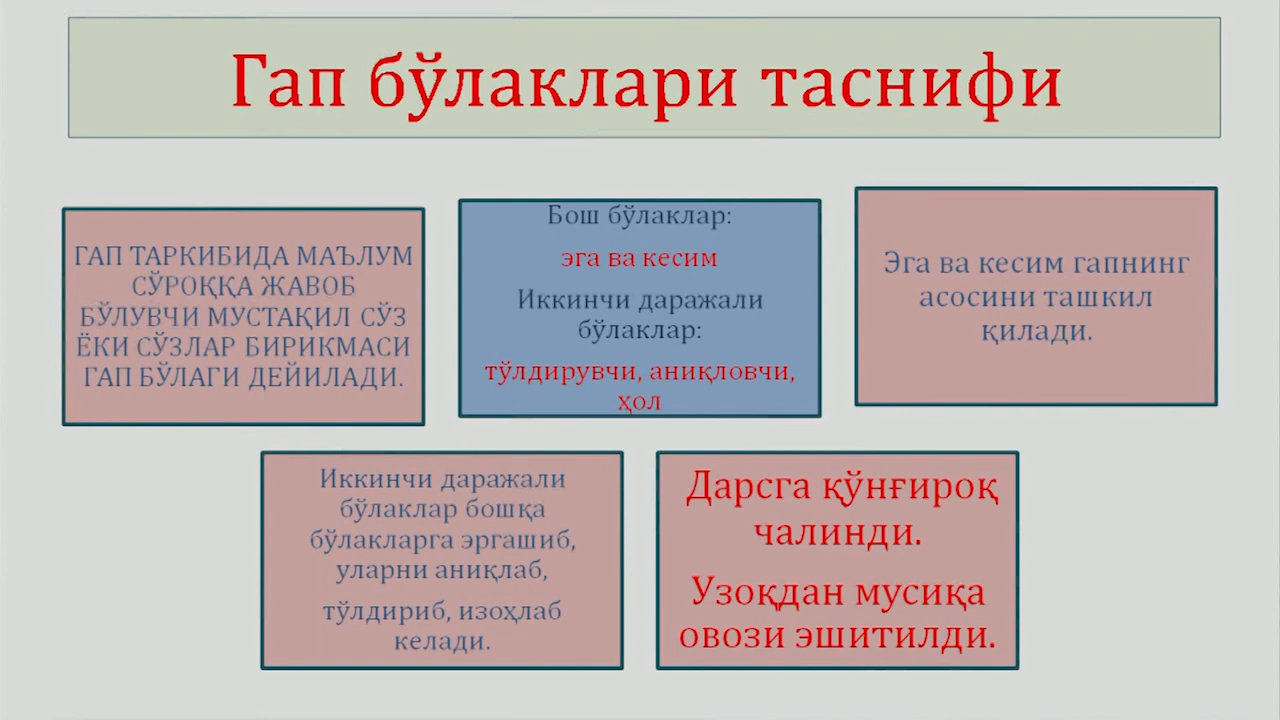 Гап бўлаклари таснифи
ГАП ТАРКИБИДА МАЪЛУМ
СЎРОҚҚА ЖАВОБ
БЎЛУВЧИ МУСТАҚИЛ СЎЗ
ЁКИ СЎЗЛАР БИРИКМАСИ
ГАП БЎЛАГИ ДЕЙИЛАДИ.
Бош бўлаклар:
эга ва кесим
Иккинчи даражали
бўлаклар:
тўлдирувчи, аниқловчи,
ҳол
Эга ва кесим гапнинг
асосини ташкил
қилади.
Иккинчи даражали
бўлаклар бошқа
бўлакларга эргашиб,
уларни аниқлаб,
тўлдириб, изоҳлаб
келади.
Дарсга қўнғироқ
чалинди.
Узоқдан мусиқа
овози эшитилди.